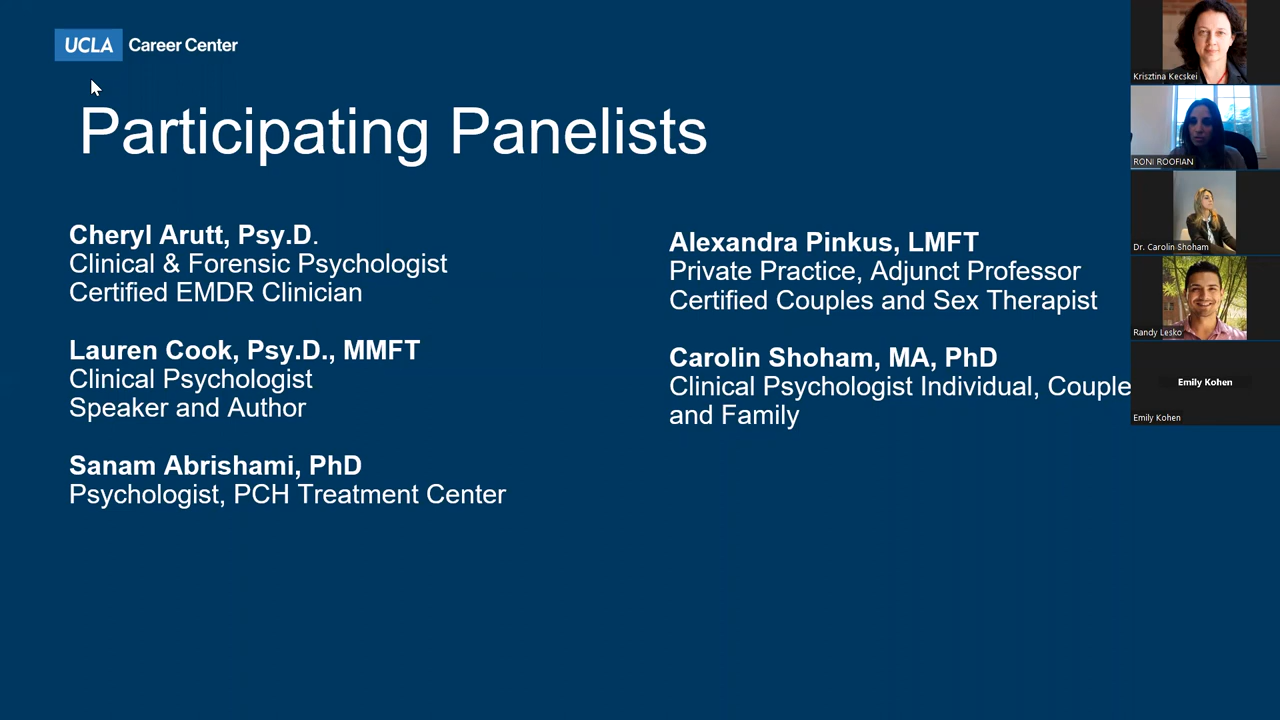 UCLA Career Center
Participating Panelists
Cheryl Arutt, Psy.D.
Clinical & Forensic Psychologist
Certified EMDR Clinician
Lauren Cook, Psy.D., MMFT
Clinical Psychologist
Speaker and Author
Sanam Abrishami, PhD
Psychologist, PCH Treatment Center
Alexandra Pinkus, LMFT
Private Practice, Adjunct Professor
Certified Couples and Sex Therapist
Carolin Shoham, MA, PhD
Clinical Psychologist Individual, Couple
and Family
Krisztina Kecskei
RONI ROOFIAN
Dr. Carolin Shoham
Randy Lesko
Emily Kohen
Emily Kohen